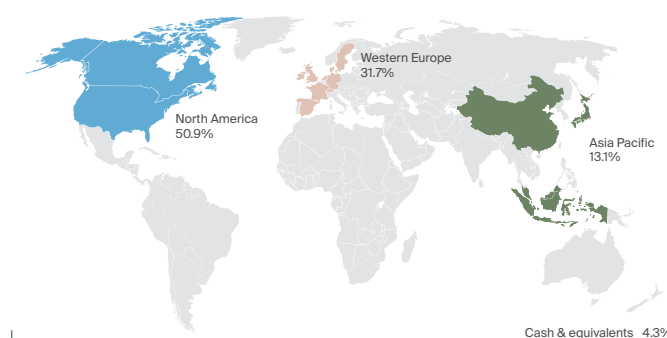 Western Europe
31.7%
North America
50.9%
Asia Pacific
13.1%
Cash & equivalents 4.3%